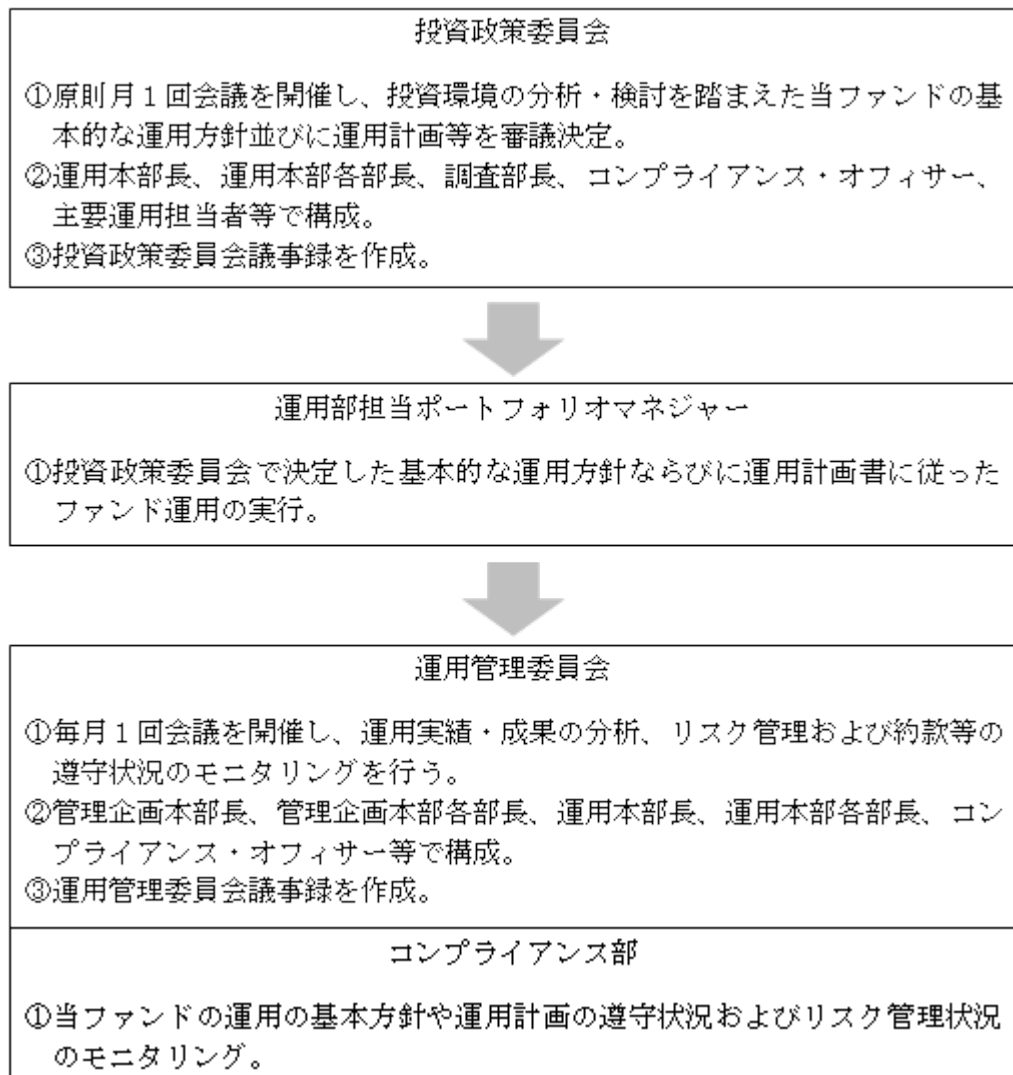 投資政策委員会
①原則月1回会議を開催し、投資環境の分析・検討を踏まえた当ファンドの基
本的な運用方針並びに運用計画等を審議決定。
②運用本部長、運用本部各部長、調査部長、コンプライアンス・オフィサー、
主要運用担当者等で構成。
③投資政策委員会議事録を作成。
運用部担当ポートフォリオマネジャー
①投資政策委員会で決定した基本的な運用方針ならびに運用計画書に従った
ファンド運用の実行。
運用管理委員会
①毎月1回会議を開催し、運用実績・成果の分析、リスク管理および約款等の
遵守状況のモニタリングを行う。
②管理企画本部長、管理企画本部各部長、運用本部長、運用本部各部長、コン
プライアンス・オフィサー等で構成。
③運用管理委員会議事録を作成。
コンプライアンス部
①当ファンドの運用の基本方針や運用計画の遵守状況およびリスク管理状況
のモニタリング。